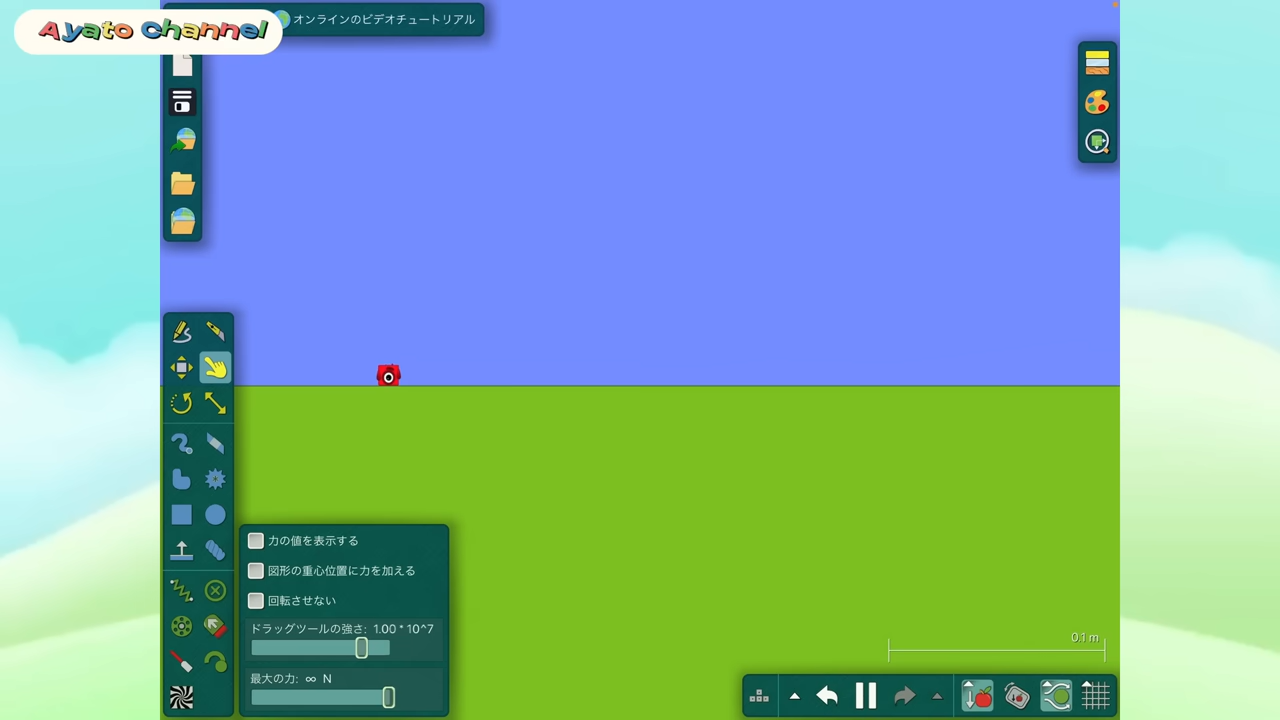 Ayato Channel
オンラインのビデオチュートリアル
力の値を表示する
図形の重心位置に力を加える
回転させない
ドラッグツールの強さ: 1.00 * 10^7
最大の力: ∞ N
0.1 m